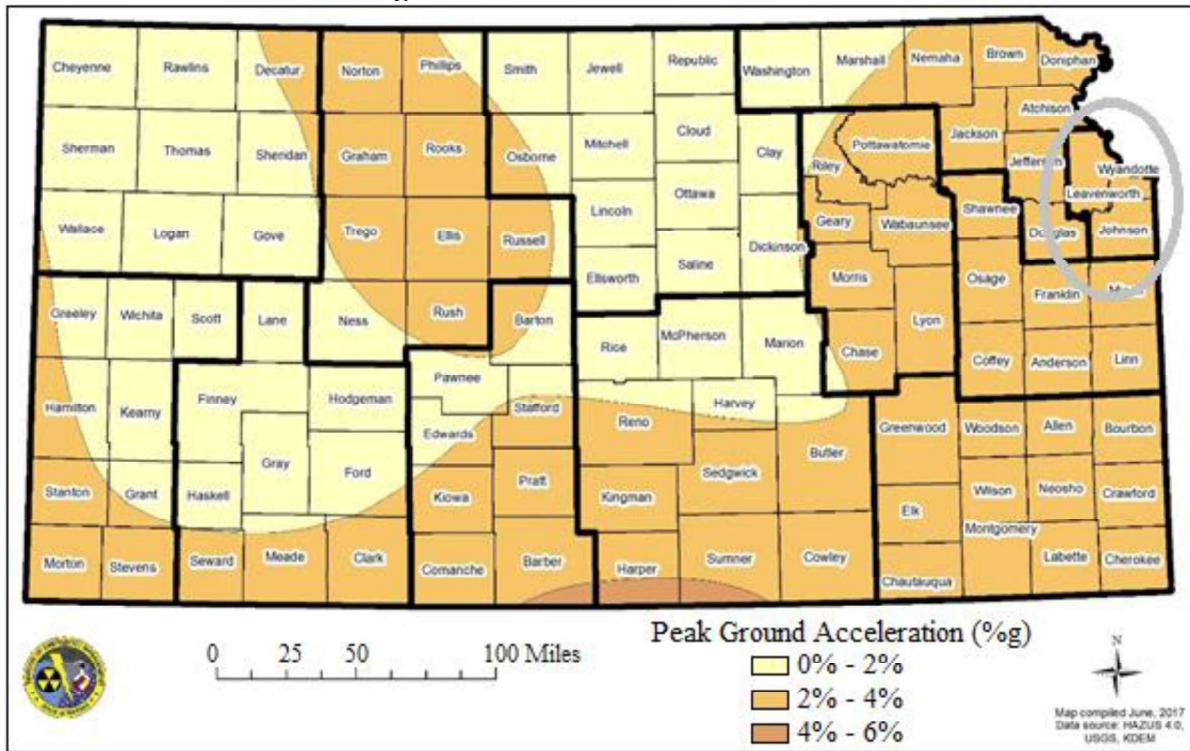 Cheyenne Rawlins Decatur Norton Phillips Smith Jewell Republic Washington Marshall Nemaha Brown Doniphan
Atchison
Sherman Thomas Sheridan Graham Rooks Osborne Mitchell Cloud Clay Riley Pottawatomie Jackson Jefferson Wyandotte
Leavenworth
Wallace Logan Gove Trego Ellis Russell Lincoln Ottawa Dickinson Geary Wabaunsee Shawnee Douglas Johnson
Ellsworth Saline Morris Osage Franklin
Greeley Wichita Scott Lane Ness Rush Barton Rice McPherson Marion Chase Lyon Coffey Anderson Linn
Hamilton Kearny Finney Hodgeman Pawnee Stafford Edwards Reno Harvey Butler Greenwood Woodson Allen Bourbon
Stanton Grant Haskell Gray Ford Kiowa Pratt Kingman Sedgwick Elk Wilson Neosho Crawford
Montgomery
Morton Stevens Seward Meade Clark Comanche Barber Harper Sumner Cowley Chautauqua Labette Cherokee
0 25 50 100 Miles
Peak Ground Acceleration (%g)
0% - 2%
2% - 4%
4% - 6%
N
Map compiled June, 2017
Data source: HAZUS 4.0,
USGS, KDEM